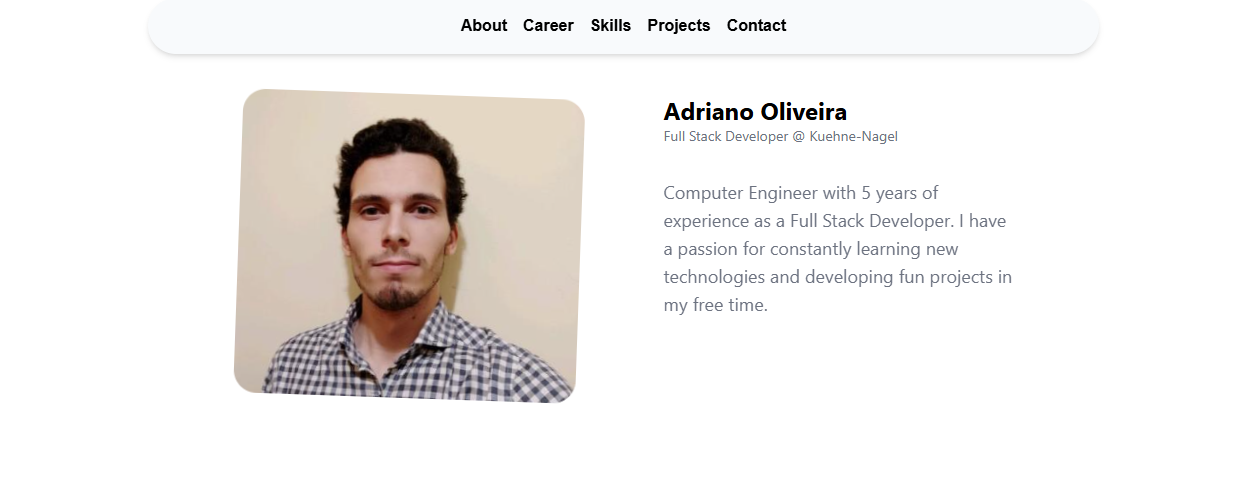 About Career Skills Projects Contact
Adriano Oliveira
Full Stack Developer @ Kuehne-Nagel
Computer Engineer with 5 years of
experience as a Full Stack Developer. I have
a passion for constantly learning new
technologies and developing fun projects in
my free time.